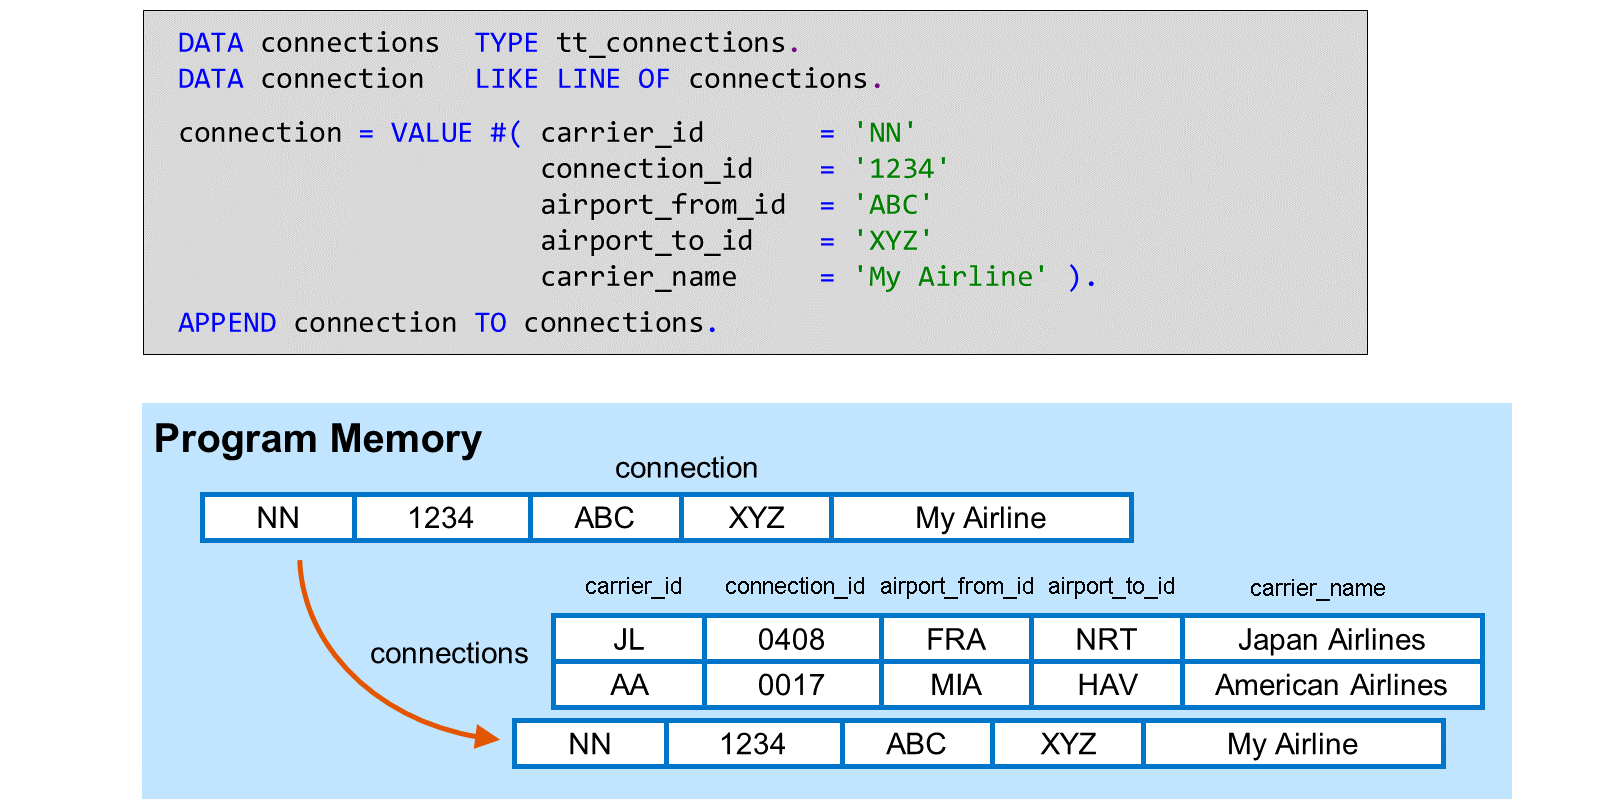 DATA connections TYPE tt_connections.
DATA connection LIKE LINE OF connections.
connection = VALUE #( carrier_id = 'NN'
connection_id = '1234'
airport_from_id = 'ABC'
airport_to_id = 'XYZ'
carrier_name = 'My Airline' ).
APPEND connection TO connections.
Program Memory
connection
NN 1234 ABC XYZ My Airline
carrier_id connection_id airport_from_id airport_to_id carrier_name
connections
JL 0408 FRA NRT Japan Airlines
AA 0017 MIA HAV American Airlines
NN 1234 ABC XYZ My Airline